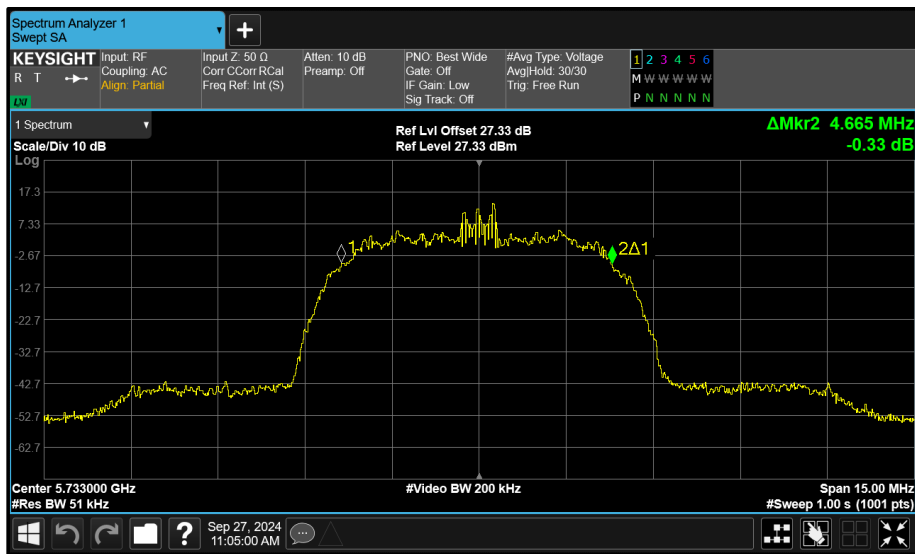 Spectrum Analyzer 1
Swept SA
KEYSIGHT
R T
LXI
Input: RF
Coupling: AC
Align: Partial
Input Z: 50 Ω
Corr CCorr RCal
Freq Ref: Int (S)
Atten: 10 dB
Preamp: Off
PNO: Best Wide
Gate: Off
IF Gain: Low
Sig Track: Off
#Avg Type: Voltage
Avg|Hold: 30/30
Trig: Free Run
1 2 3 4 5 6
M W W W W W
P N N N N N
1 Spectrum
Scale/Div 10 dB
Ref Lvl Offset 27.33 dB
Ref Level 27.33 dBm
ΔMkr2 4.665 MHz
-0.33 dB
Log
17.3
7.33
-2.67
-12.7
-22.7
-32.7
-42.7
-52.7
-62.7
1
2Δ1
Center 5.733000 GHz
#Video BW 200 kHz
Span 15.00 MHz
#Res BW 51 kHz
#Sweep 1.00 s (1001 pts)
?
Sep 27, 2024
11:05:00 AM